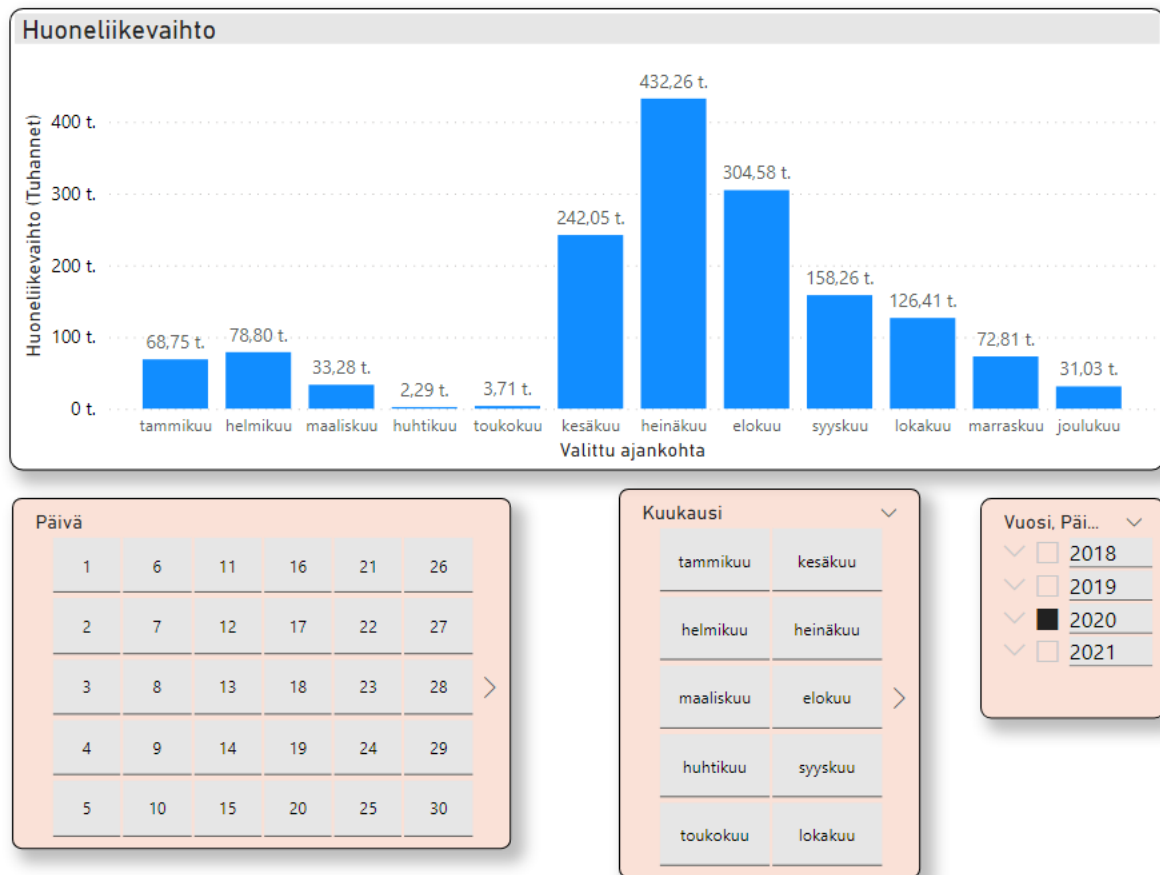 Huoneliikevaihto
Huoneliikevaihto (Tuhannet)
400 t.
300 t.
200 t.
100 t.
0 t.
68,75 t. 78,80 t. 33,28 t. 2,29 t. 3,71 t. 242,05 t. 432,26 t. 304,58 t. 158,26 t. 126,41 t. 72,81 t. 31,03 t.
tammikuu helmikuu maaliskuu huhtikuu toukokuu kesäkuu heinäkuu elokuu syyskuu lokakuu marraskuu joulukuu
Valittu ajankohta
Päivä
1 6 11 16 21 26
2 7 12 17 22 27
3 8 13 18 23 28
4 9 14 19 24 29
5 10 15 20 25 30
Kuukausi
tammikuu kesäkuu
helmikuu heinäkuu
maaliskuu elokuu
huhtikuu syyskuu
toukokuu lokakuu
Vuosi, Päi...
2018
2019
2020
2021